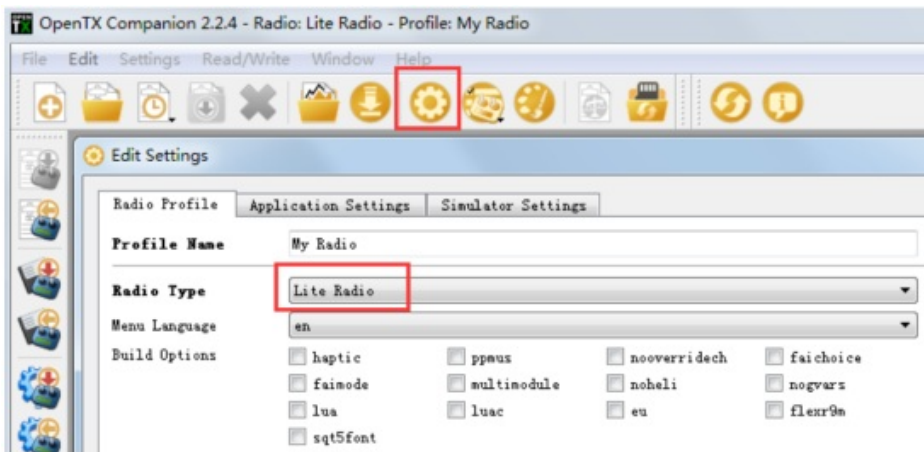 OpenTX Companion 2.2.4 - Radio: Lite Radio - Profile: My Radio
File Edit Settings Read/Write Window Help
Edit Settings
Radio Profile Application Settings Simulator Settings
Profile Name My Radio
Radio Type Lite Radio
Menu Language en
Build Options haptic ppmus nooverridech faichoice
faimode multimodule noheli nogvars
lua luac eu flexr9m
sqt5font